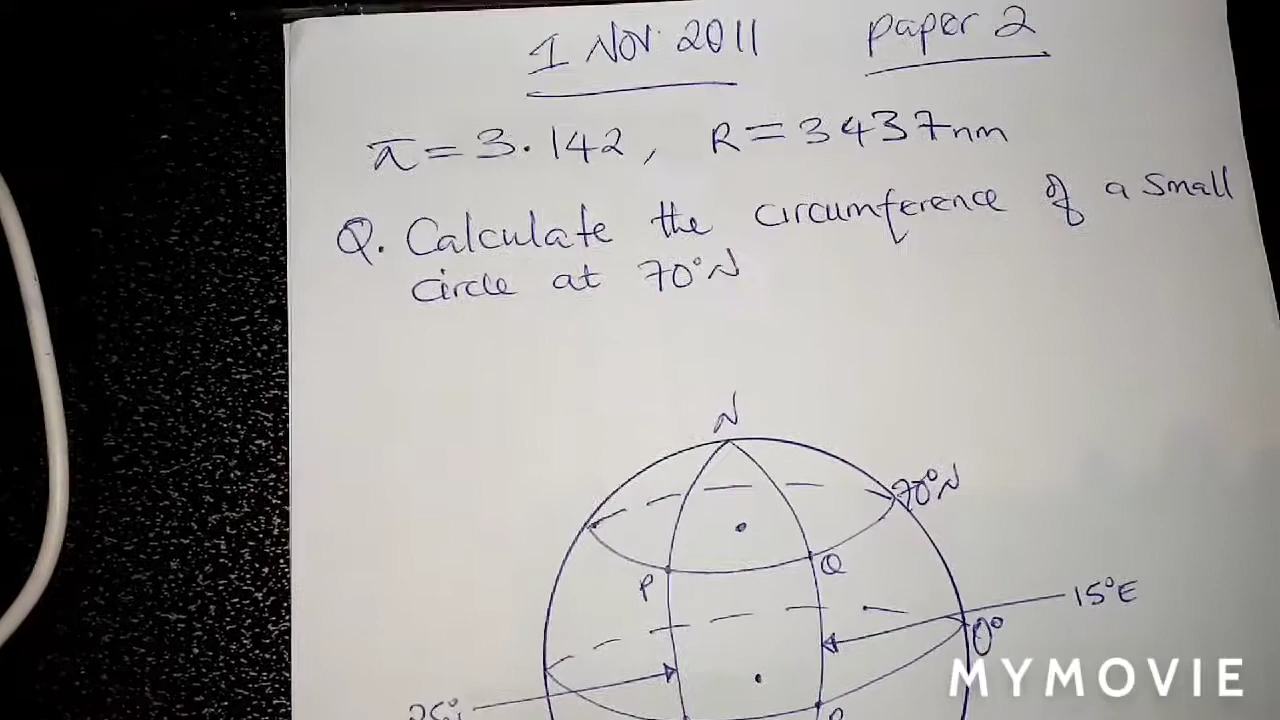 1 Nov. 2011 paper 2
π = 3.142, R = 3437nm
Q. Calculate the circumference of a small
circle at 70°N
N
70°N
P
Q
15°E
0°
MYMOVIE